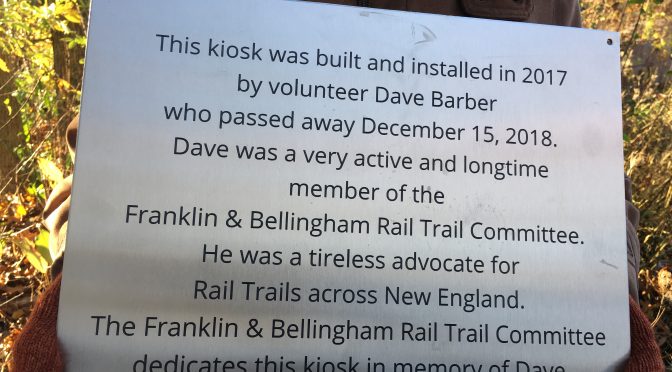 This kiosk was built and installed in 2017
by volunteer Dave Barber
who passed away December 15, 2018.
Dave was a very active and longtime
member of the
Franklin & Bellingham Rail Trail Committee.
He was a tireless advocate for
Rail Trails across New England.
The Franklin & Bellingham Rail Trail Committee
dedicates this kiosk in memory of Dave